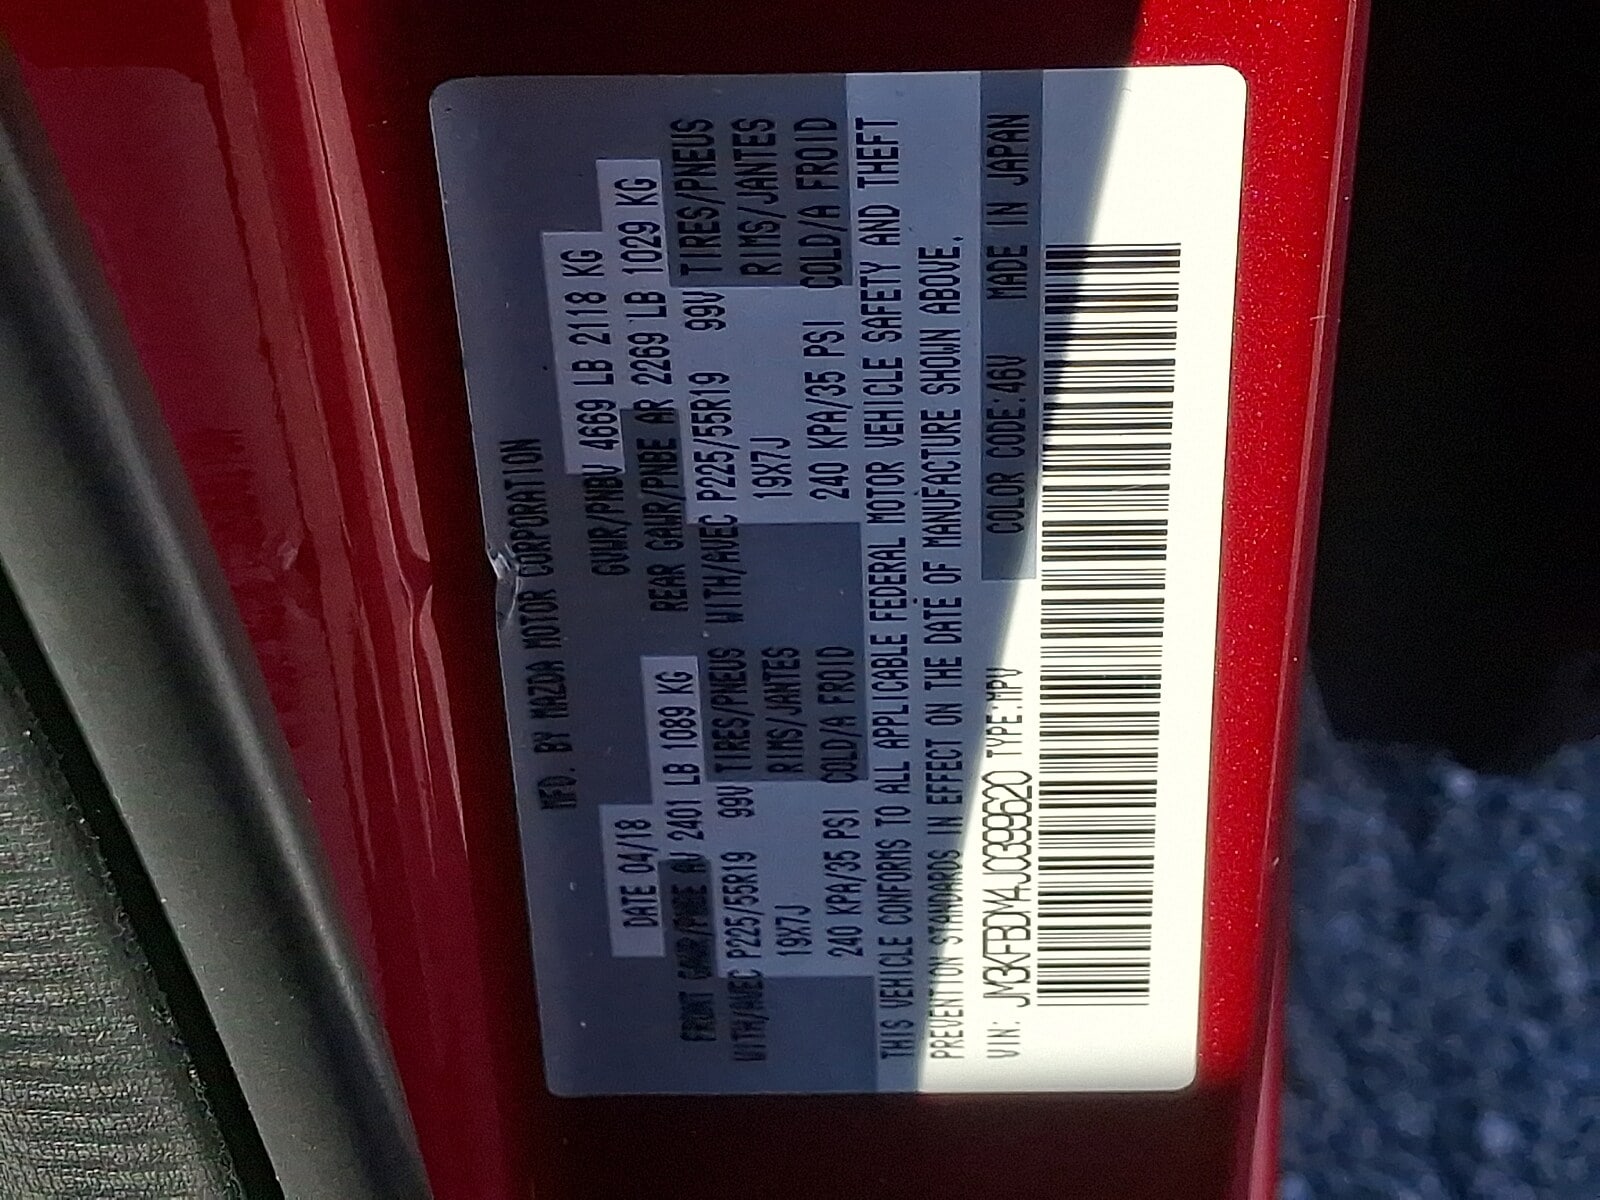 MFD. BY MAZDA MOTOR CORPORATION
DATE 04/18 GVWR/PNBV 4669 LB 2118 KG
FRONT GAWR/PNBE AV 2401 LB 1089 KG REAR GAWR/PNBE AR 2269 LB 1029 KG
WITH/AVEC P225/55R19 99V TIRES/PNEUS WITH/AVEC P225/55R19 99V TIRES/PNEUS
19X7J RIMS/JANTES 19X7J RIMS/JANTES
240 KPA/35 PSI COLD/A FROID 240 KPA/35 PSI COLD/A FROID
THIS VEHICLE CONFORMS TO ALL APPLICABLE FEDERAL MOTOR VEHICLE SAFETY AND THEFT
PREVENTION STANDARDS IN EFFECT ON THE DATE OF MANUFACTURE SHOWN ABOVE.
VIN: JM3KFBDM4J0399620 TYPE:MPV COLOR CODE:46V MADE IN JAPAN